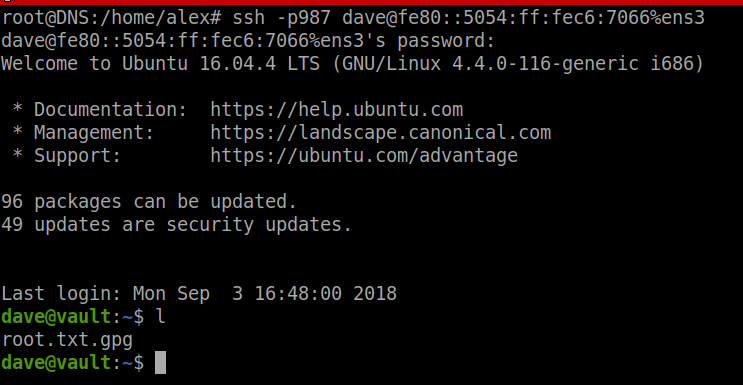 root@DNS:/home/alex# ssh -p987 dave@fe80::5054:ff:fec6:7066%ens3
dave@fe80::5054:ff:fec6:7066%ens3's password:
Welcome to Ubuntu 16.04.4 LTS (GNU/Linux 4.4.0-116-generic i686)

 * Documentation:  https://help.ubuntu.com
 * Management:     https://landscape.canonical.com
 * Support:        https://ubuntu.com/advantage

96 packages can be updated.
49 updates are security updates.


Last login: Mon Sep  3 16:48:00 2018
dave@vault:~$ l
root.txt.gpg
dave@vault:~$